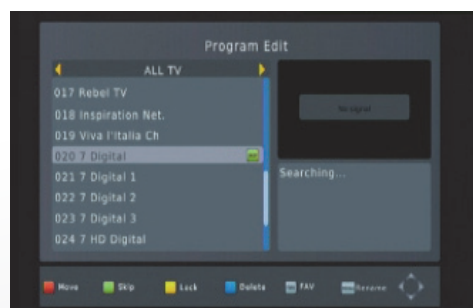 Program Edit
ALL TV
017 Rebel TV
018 Inspiration Net.
019 Viva l'Italia Ch
020 7 Digital
021 7 Digital 1
022 7 Digital 2
023 7 Digital 3
024 7 HD Digital
No Signal
Searching...
Move Skip Lock Delete FAV Rename